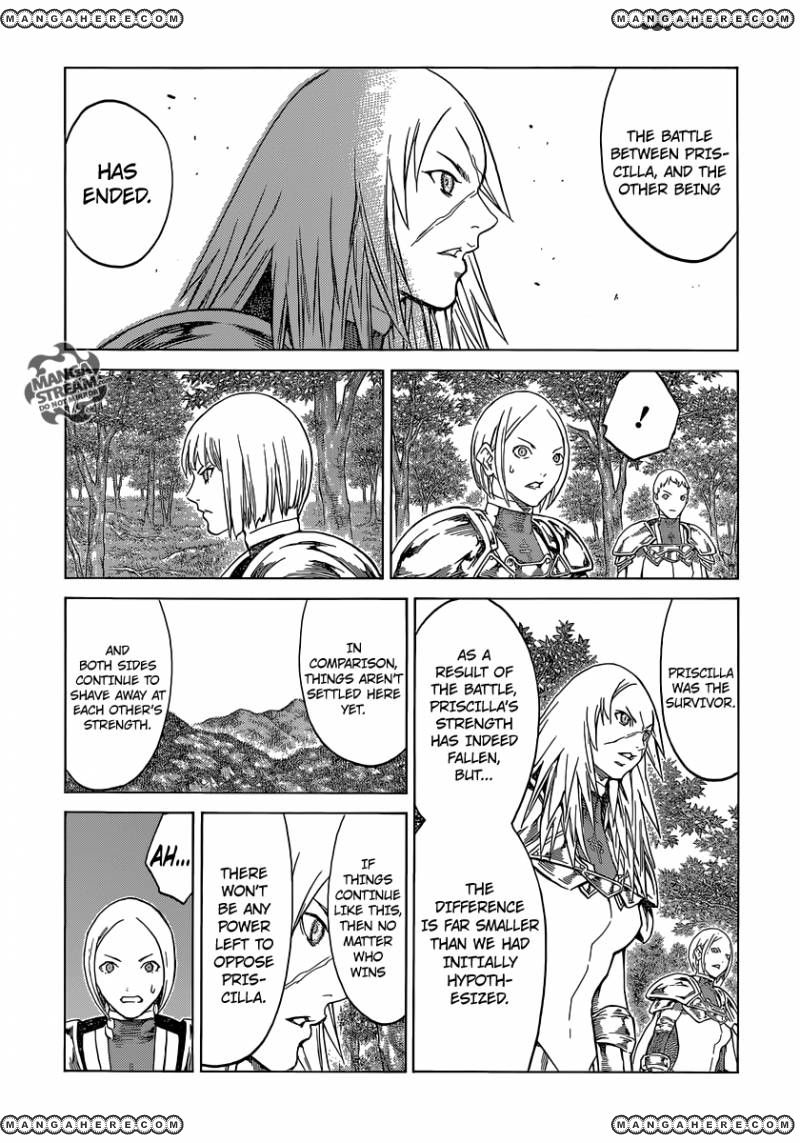 MANGAHERE.COM
MANGAHERE.COM
THE BATTLE
BETWEEN PRIS-
CILLA, AND THE
OTHER BEING
HAS
ENDED.
MANGA
STREAM
!
PRISCILLA
WAS THE
SURVIVOR.
AS A
RESULT OF
THE BATTLE,
PRISCILLA'S
STRENGTH
HAS INDEED
FALLEN,
BUT...
THE
DIFFERENCE
IS FAR SMALLER
THAN WE HAD
INITIALLY
HYPOTH-
ESIZED.
IN
COMPARISON,
THINGS AREN'T
SETTLED HERE
YET.
AND
BOTH SIDES
CONTINUE TO
SHAVE AWAY AT
EACH OTHER'S
STRENGTH.
IF
THINGS
CONTINUE
LIKE THIS,
THEN NO
MATTER
WHO
WINS
THERE
WON'T
BE ANY
POWER
LEFT TO
OPPOSE
PRIS-
CILLA.
AH...
MANGAHERE.COM
MANGAHERE.COM